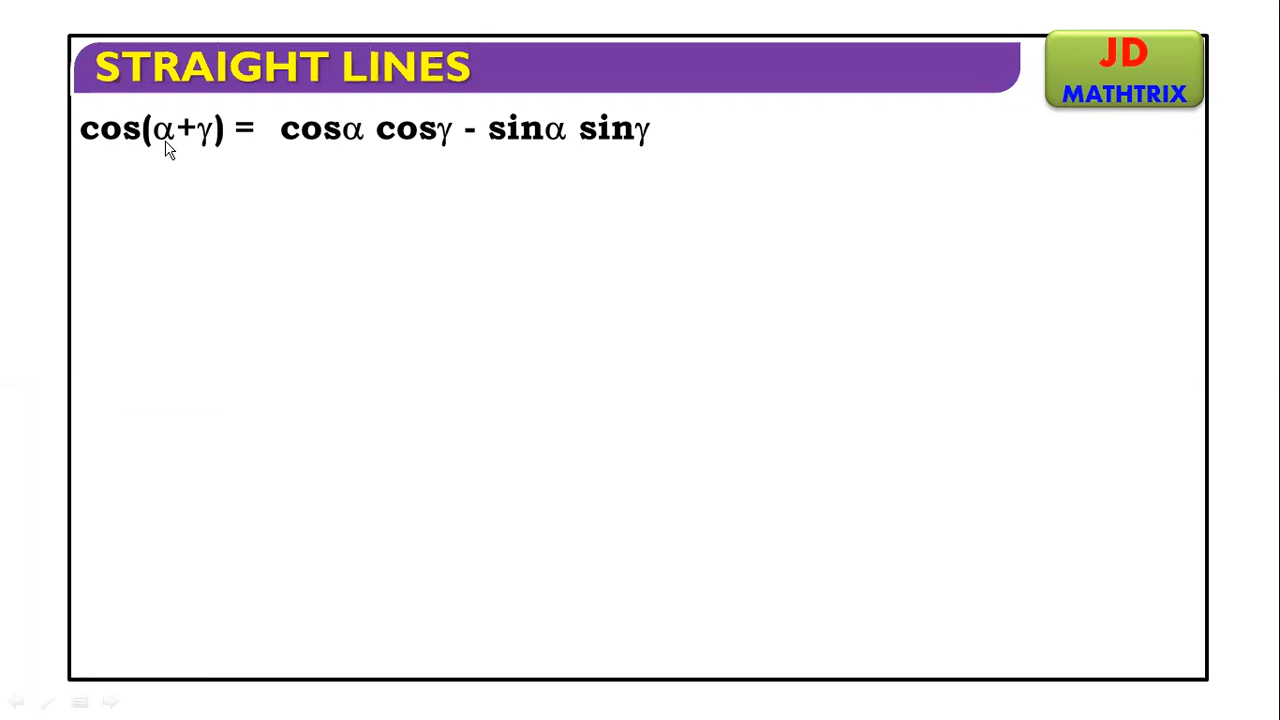 STRAIGHT LINES
JD
MATHTRIX
cos(α+γ) = cosα cosγ - sinα sinγ